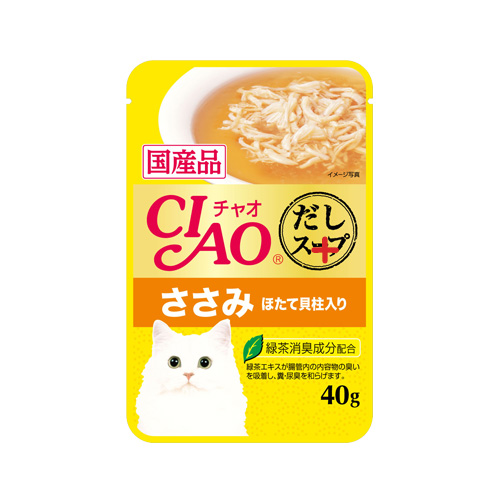 イメージ写真
国産品
CIAO チャオ ®
だし
スープ
ささみ ほたて貝柱入り
緑茶消臭成分配合
緑茶エキスが腸管内の内容物の臭い
を吸着し、糞・尿臭を和らげます。
40g